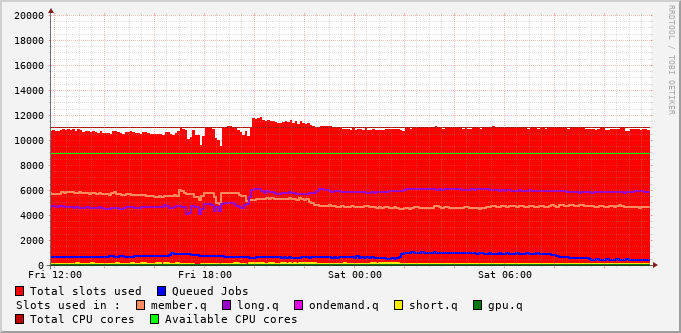 20000
18000
16000
14000
12000
10000
8000
6000
4000
2000
0
Fri 12:00 Fri 18:00 Sat 00:00 Sat 06:00
Total slots used Queued Jobs
Slots used in : member.q long.q ondemand.q short.q gpu.q
Total CPU cores Available CPU cores
RRDTOOL / TOBI OETIKER